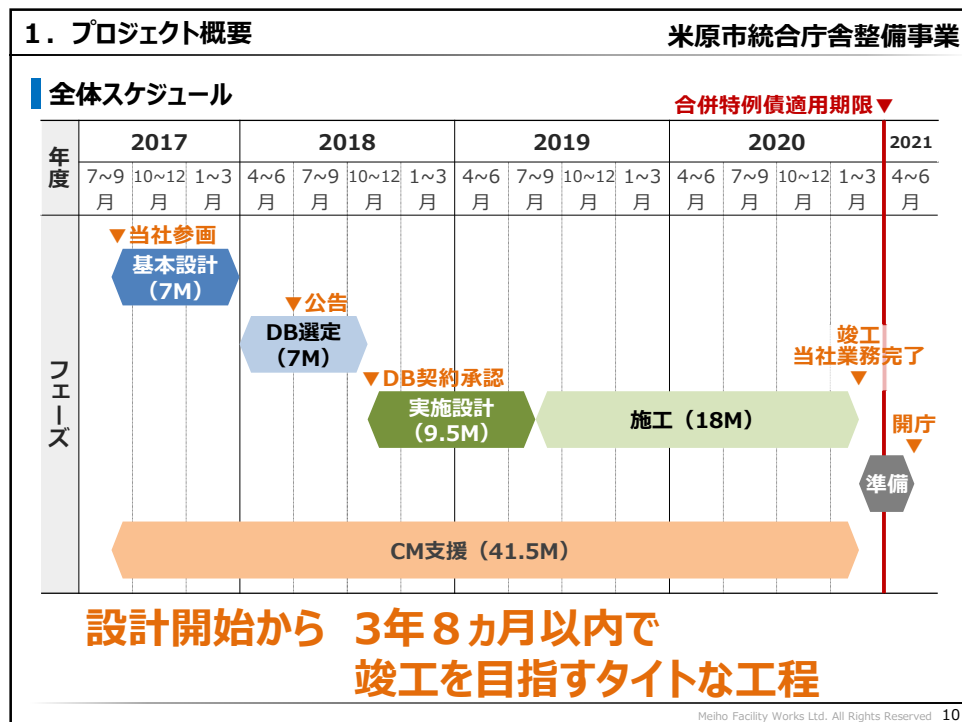 1．プロジェクト概要
米原市統合庁舎整備事業
全体スケジュール
合併特例債適用期限▼
年度
2017
2018
2019
2020
2021
7~9月
10~12月
1~3月
4~6月
7~9月
10~12月
1~3月
4~6月
7~9月
10~12月
1~3月
4~6月
7~9月
10~12月
1~3月
4~6月
フェーズ
▼当社参画
基本設計
（7M）
▼公告
DB選定
（7M）
▼DB契約承認
実施設計
（9.5M）
施工（18M）
竣工
当社業務完了
▼
開庁
▼
準備
CM支援（41.5M）
設計開始から 3年８ヵ月以内で
竣工を目指すタイトな工程
Meiho Facility Works Ltd. All Rights Reserved 10